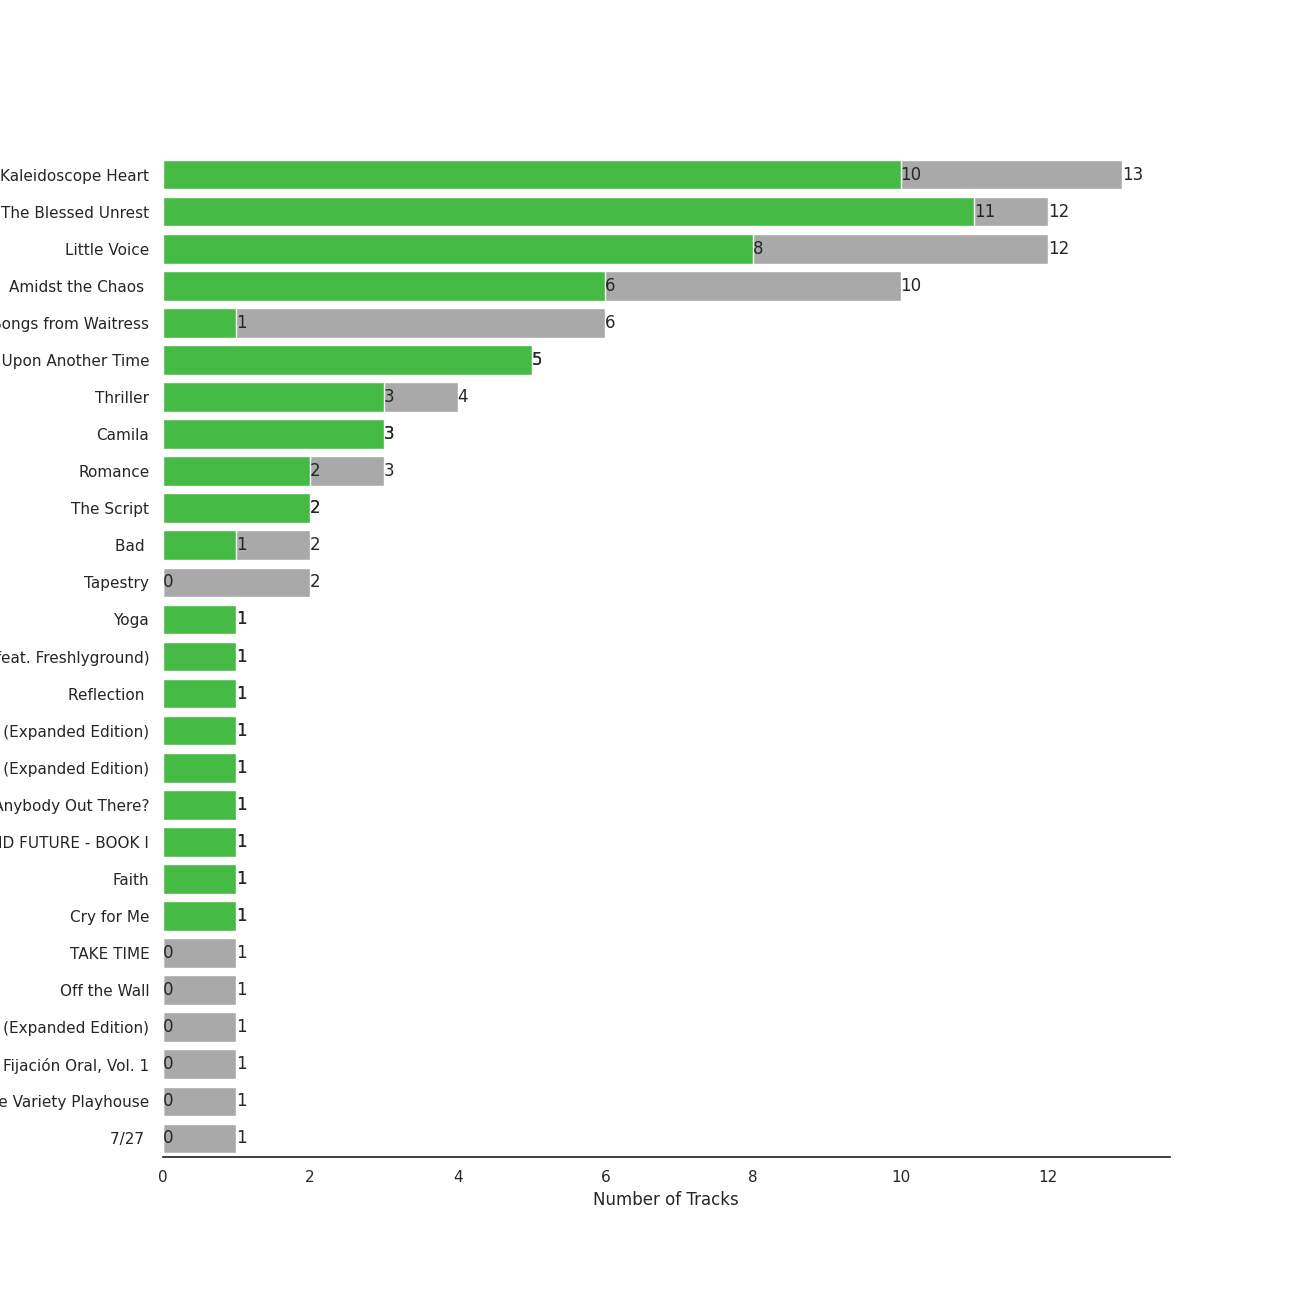 Kaleidoscope Heart 10 13
The Blessed Unrest 11 12
Little Voice 8 12
Amidst the Chaos 6 10
Songs from Waitress 1 6
Upon Another Time 5
Thriller 3 4
Camila 3
Romance 2 3
The Script 2
Bad 1 2
Tapestry 0 2
Yoga 1
feat. Freshlyground) 1
Reflection 1
(Expanded Edition) 1
(Expanded Edition) 1
Anybody Out There? 1
ND FUTURE - BOOK I 1
Faith 1
Cry for Me 1
TAKE TIME 0 1
Off the Wall 0 1
(Expanded Edition) 0 1
Fijación Oral, Vol. 1 0 1
e Variety Playhouse 0 1
7/27 0 1
0 2 4 6 8 10 12
Number of Tracks